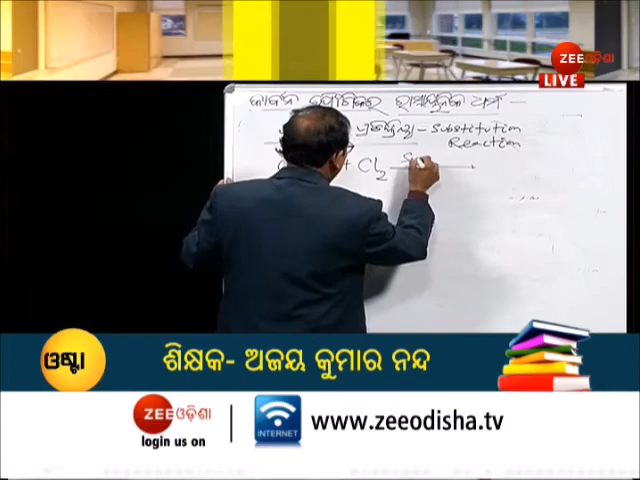 ZEE ଓଡ଼ିଶା
LIVE
କାର୍ବନ ଯୌଗିକର ରାସାୟନିକ ଧର୍ମ -
- Substitution
Reaction
+ Cl2
ଓଷ୍ଟା
ଶିକ୍ଷକ- ଅଜୟ କୁମାର ନନ୍ଦ
ZEE ଓଡ଼ିଶା
login us on
INTERNET
www.zeeodisha.tv